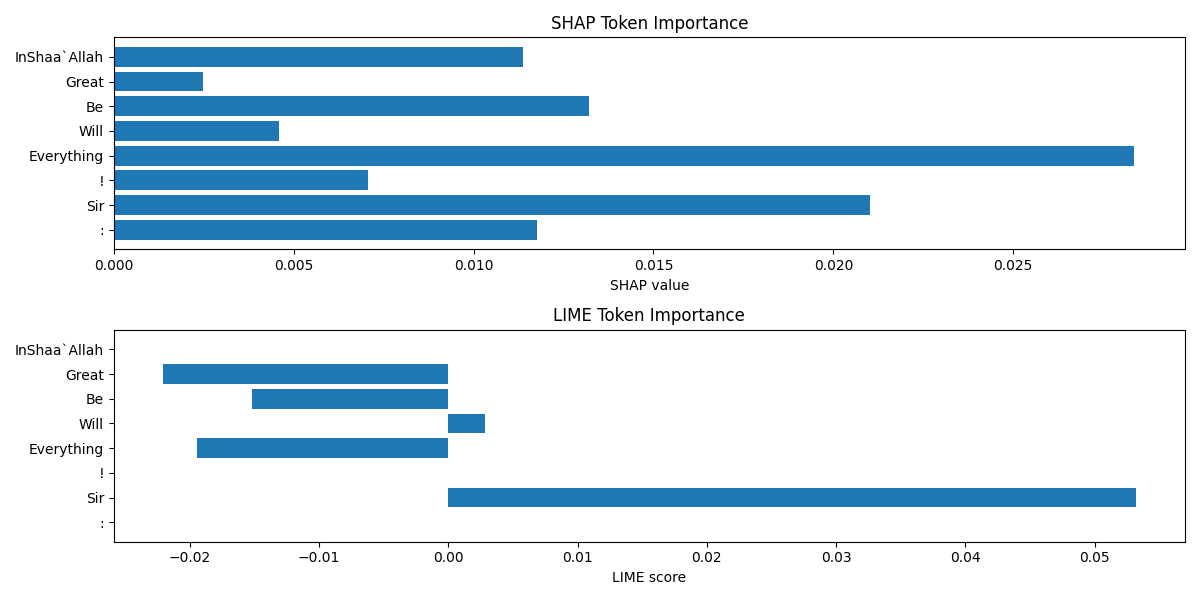 SHAP Token Importance
InShaa`Allah
Great
Be
Will
Everything
!
Sir
:
0.000 0.005 0.010 0.015 0.020 0.025
SHAP value
LIME Token Importance
InShaa`Allah
Great
Be
Will
Everything
!
Sir
:
−0.02 −0.01 0.00 0.01 0.02 0.03 0.04 0.05
LIME score